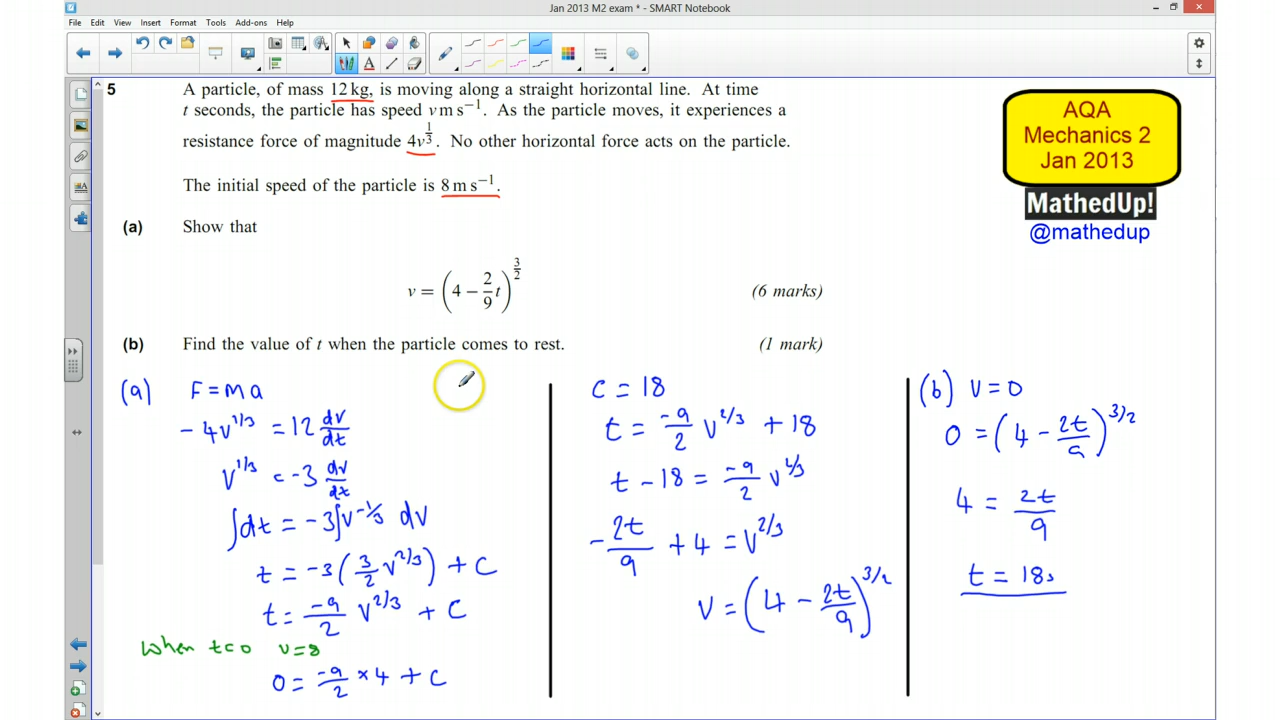 Jan 2013 M2 exam * - SMART Notebook
File Edit View Insert Format Tools Add-ons Help
5 A particle, of mass 12 kg, is moving along a straight horizontal line. At time
t seconds, the particle has speed v m s⁻¹. As the particle moves, it experiences a
resistance force of magnitude 4v^(1/3). No other horizontal force acts on the particle.
The initial speed of the particle is 8 m s⁻¹.
(a) Show that
v = (4 − 2/9 t)^(3/2) (6 marks)
(b) Find the value of t when the particle comes to rest. (1 mark)
AQA
Mechanics 2
Jan 2013
MathedUp!
@mathedup
(a) F = ma
−4v^(1/3) = 12 dv/dt
v^(1/3) = −3 dv/dt
∫dt = −3∫v^(−1/3) dv
t = −3(3/2 v^(2/3)) + c
t = −9/2 v^(2/3) + c
When t=0 v=8
0 = −9/2 × 4 + c
c = 18
t = −9/2 v^(2/3) + 18
t − 18 = −9/2 v^(2/3)
−2t/9 + 4 = v^(2/3)
v = (4 − 2t/9)^(3/2)
(b) v = 0
0 = (4 − 2t/9)^(3/2)
4 = 2t/9
t = 18s